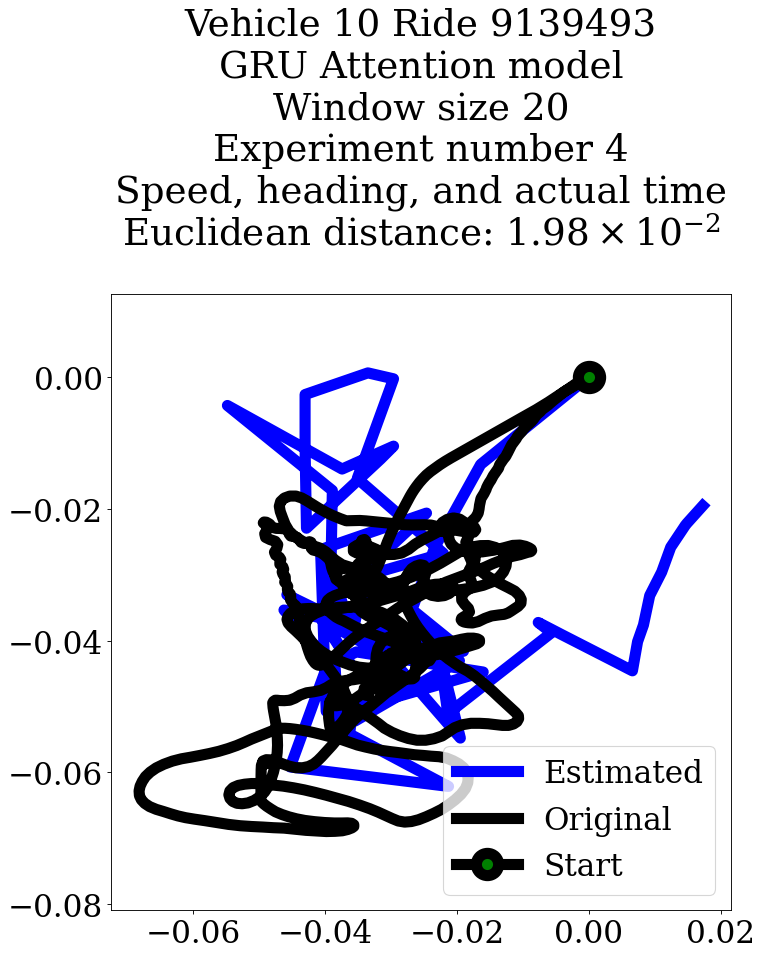 Vehicle 10 Ride 9139493
GRU Attention model
Window size 20
Experiment number 4
Speed, heading, and actual time
Euclidean distance: 1.98 × 10⁻²
0.00
−0.02
−0.04
−0.06
−0.08
Estimated
Original
Start
−0.06 −0.04 −0.02 0.00 0.02